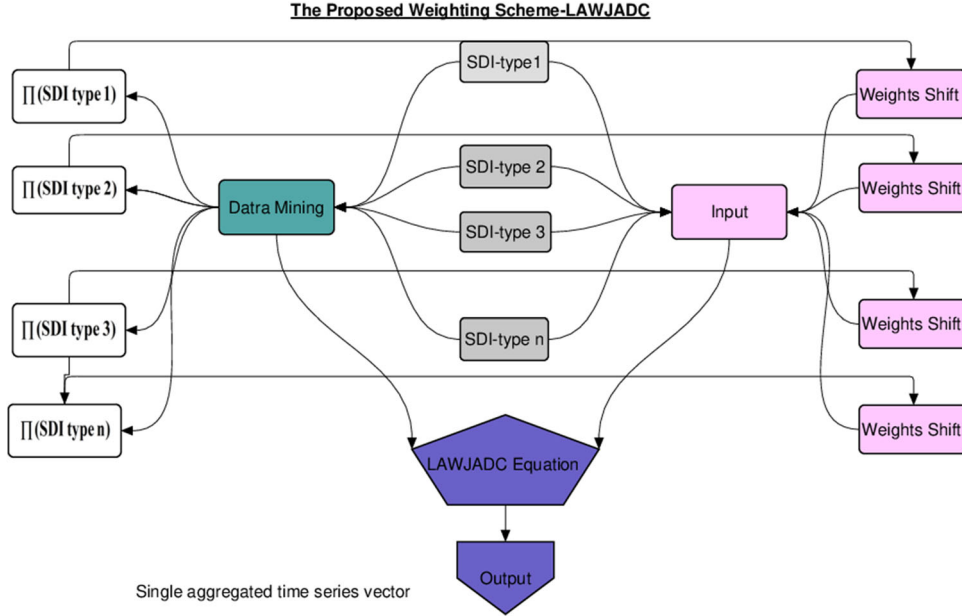 The Proposed Weighting Scheme-LAWJADC
SDI-type1
∏(SDI type 1)
Weights Shift
SDI-type 2
∏(SDI type 2)
Weights Shift
Datra Mining
Input
SDI-type 3
∏(SDI type 3)
Weights Shift
SDI-type n
∏(SDI type n)
Weights Shift
LAWJADC Equation
Output
Single aggregated time series vector